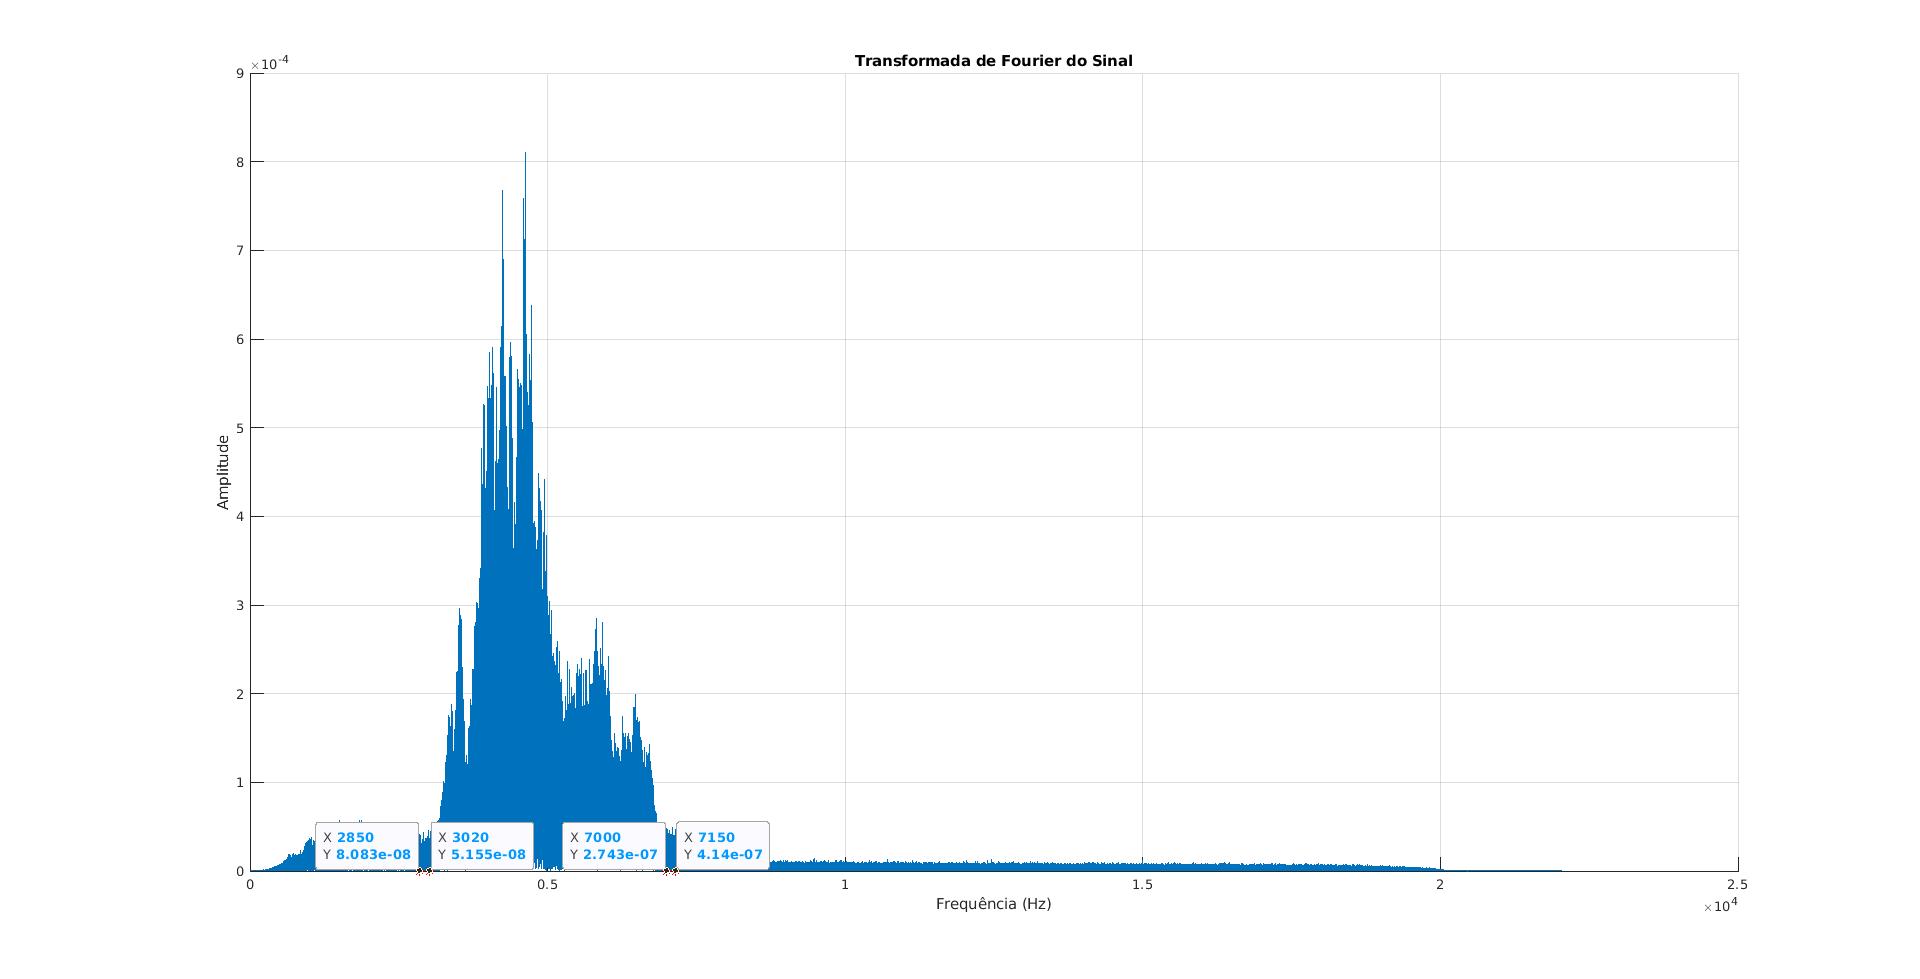 Transformada de Fourier do Sinal
×10-4
9
8
7
6
5
4
3
2
1
0
Amplitude
X 2850
Y 8.083e-08
X 3020
Y 5.155e-08
X 7000
Y 2.743e-07
X 7150
Y 4.14e-07
0 0.5 1 1.5 2 2.5
Frequência (Hz)
×104